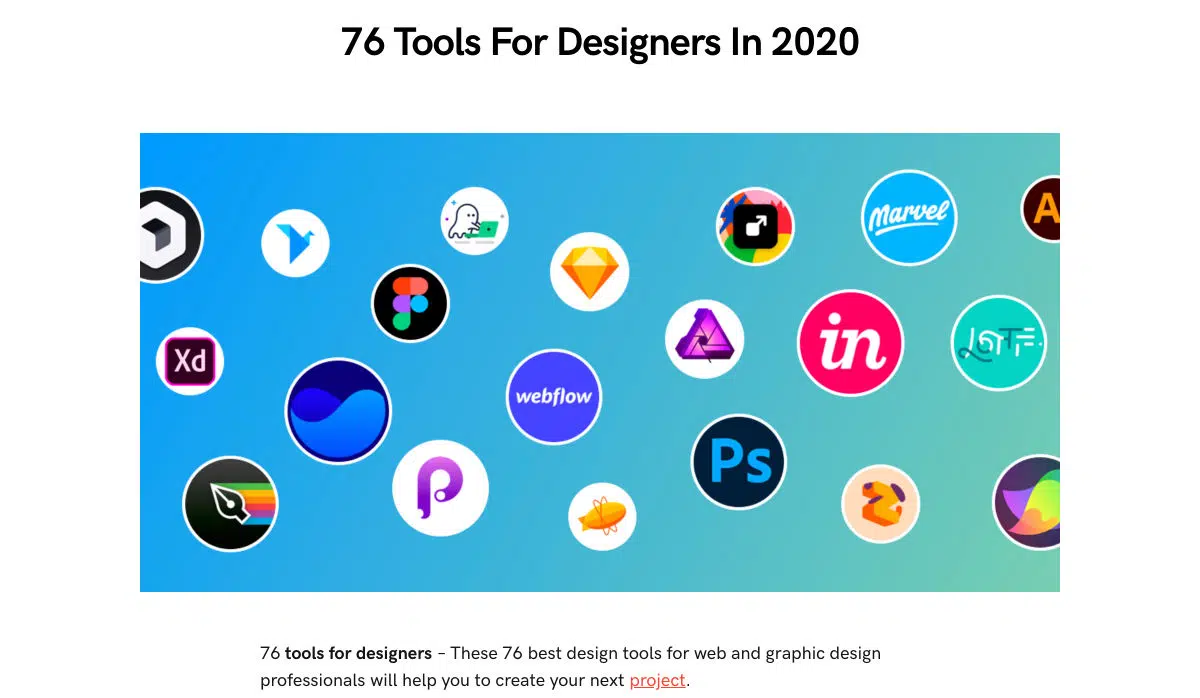 76 Tools For Designers In 2020
Marvel
A
Xd
in
webflow
Ps
76 tools for designers – These 76 best design tools for web and graphic design
professionals will help you to create your next project.